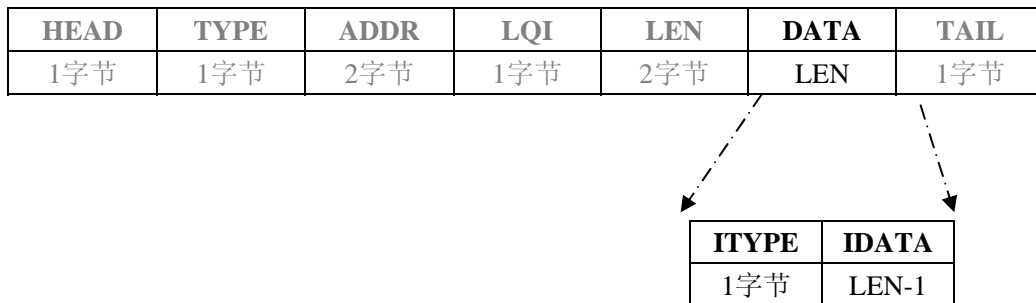 HEAD TYPE ADDR LQI LEN DATA TAIL
1字节 1字节 2字节 1字节 2字节 LEN 1字节
ITYPE IDATA
1字节 LEN-1